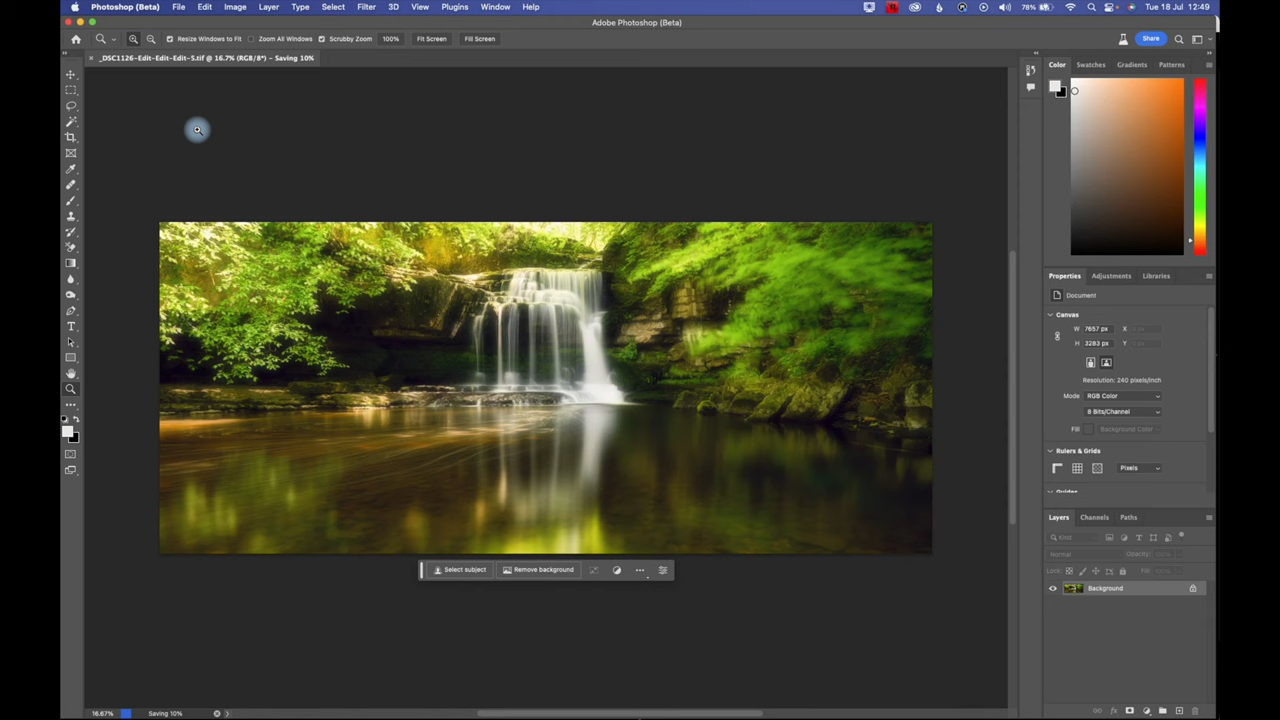 Photoshop (Beta) File Edit Image Layer Type Select Filter 3D View Plugins Window Help 78% Tue 18 Jul 12:49
Adobe Photoshop (Beta)
Resize Windows to Fit Zoom All Windows Scrubby Zoom 100% Fit Screen Fill Screen Share
× _DSC1126-Edit-Edit-Edit-5.tif @ 16.7% (RGB/8*) – Saving 10%
Color Swatches Gradients Patterns
Properties Adjustments Libraries
Document
Canvas
W 7657 px X
H 3283 px Y
Resolution: 240 pixels/inch
Mode RGB Color
8 Bits/Channel
Fill Background Color
Rulers & Grids
Pixels
Guides
Layers Channels Paths
Kind
Normal Opacity: 100%
Lock: Fill: 100%
Select subject Remove background
Background
16.67% Saving 10%